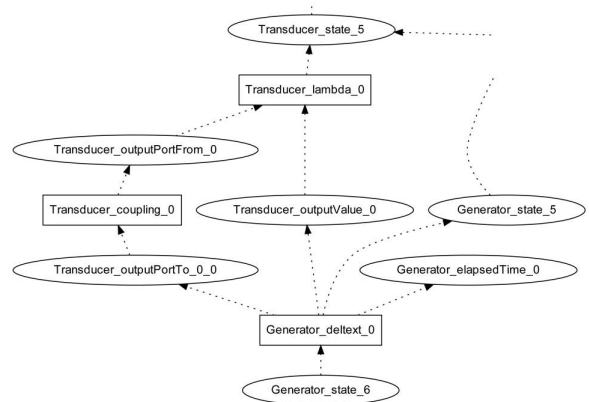 Transducer_state_5
Transducer_lambda_0
Transducer_outputPortFrom_0
Transducer_coupling_0
Transducer_outputValue_0
Generator_state_5
Transducer_outputPortTo_0_0
Generator_elapsedTime_0
Generator_deltext_0
Generator_state_6